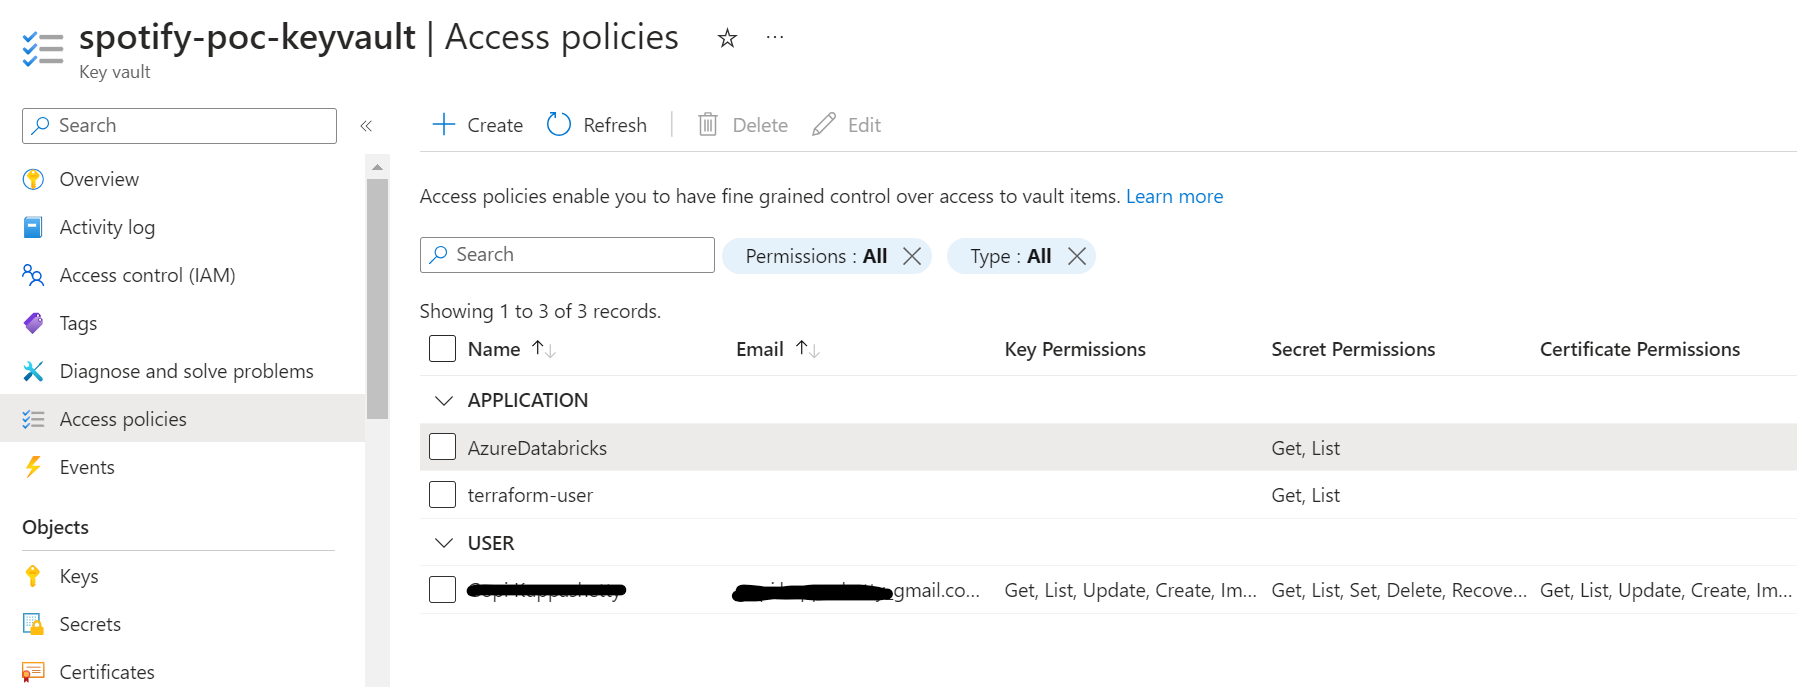 spotify-poc-keyvault | Access policies ☆ ...
Key vault
Search «
Overview
Activity log
Access control (IAM)
Tags
Diagnose and solve problems
Access policies
Events
Objects
Keys
Secrets
Certificates
+ Create Refresh | Delete Edit
Access policies enable you to have fine grained control over access to vault items. Learn more
Search Permissions : All Type : All
Showing 1 to 3 of 3 records.
Name ↑↓ Email ↑↓ Key Permissions Secret Permissions Certificate Permissions
APPLICATION
AzureDatabricks Get, List
terraform-user Get, List
USER
gmail.co... Get, List, Update, Create, Im... Get, List, Set, Delete, Recove... Get, List, Update, Create, Im...